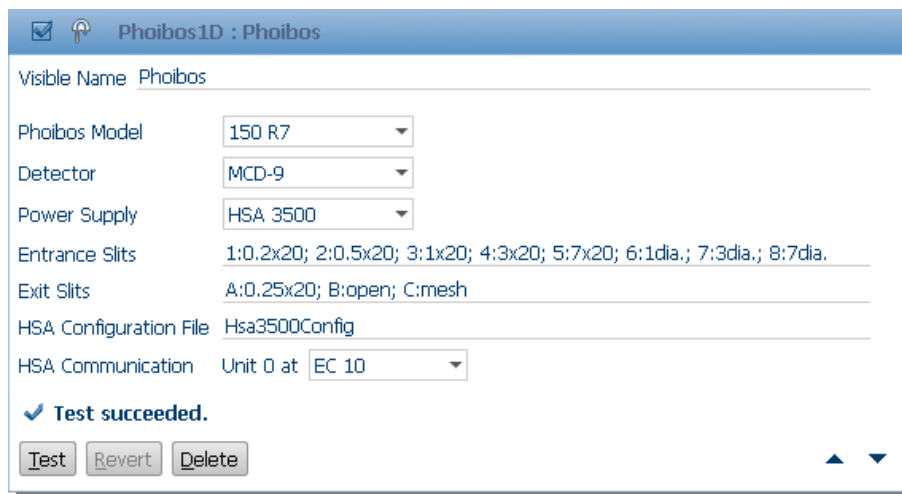 Phoibos1D : Phoibos
Visible Name Phoibos
Phoibos Model 150 R7
Detector MCD-9
Power Supply HSA 3500
Entrance Slits 1:0.2x20; 2:0.5x20; 3:1x20; 4:3x20; 5:7x20; 6:1dia.; 7:3dia.; 8:7dia.
Exit Slits A:0.25x20; B:open; C:mesh
HSA Configuration File Hsa3500Config
HSA Communication Unit 0 at EC 10
Test succeeded.
Test Revert Delete